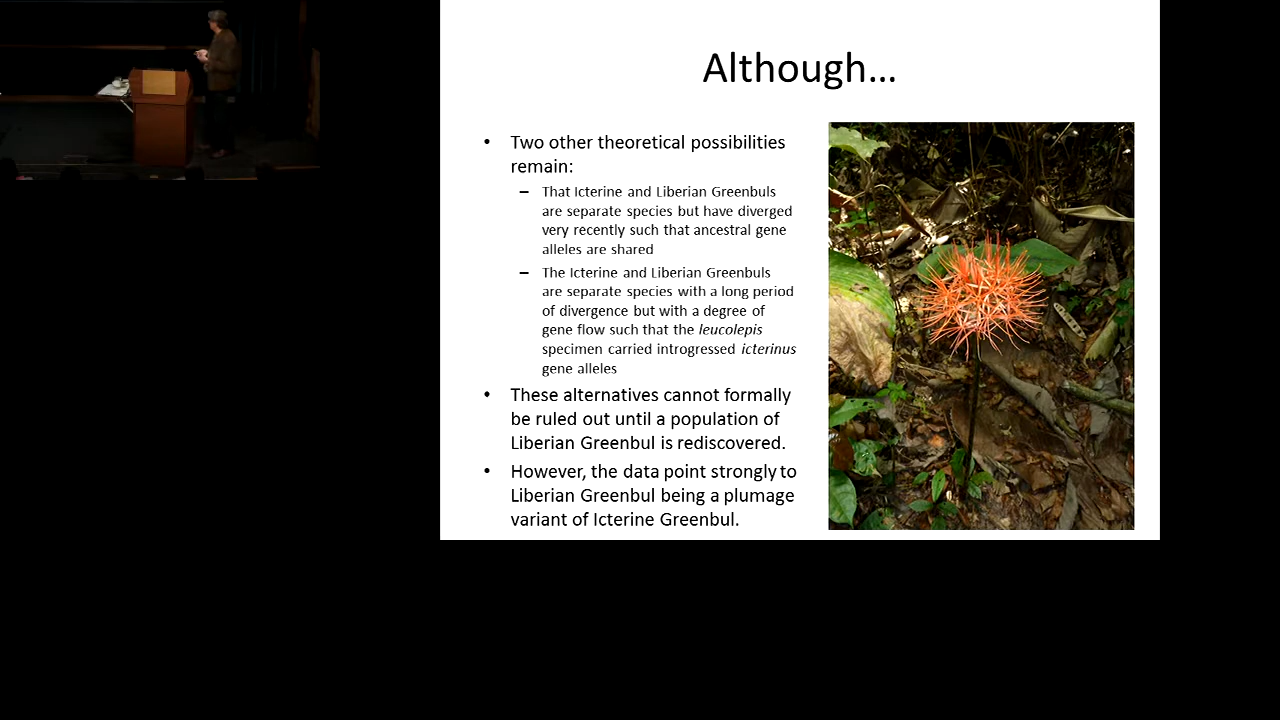 Although...
• Two other theoretical possibilities
remain:
– That Icterine and Liberian Greenbuls
are separate species but have diverged
very recently such that ancestral gene
alleles are shared
– The Icterine and Liberian Greenbuls
are separate species with a long period
of divergence but with a degree of
gene flow such that the leucolepis
specimen carried introgressed icterinus
gene alleles
• These alternatives cannot formally
be ruled out until a population of
Liberian Greenbul is rediscovered.
• However, the data point strongly to
Liberian Greenbul being a plumage
variant of Icterine Greenbul.